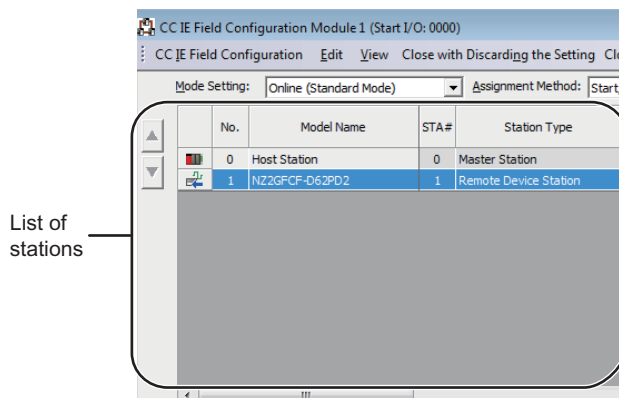 CC IE Field Configuration Module 1 (Start I/O: 0000)
CC IE Field Configuration Edit View Close with Discarding the Setting Clo
Mode Setting: Online (Standard Mode) Assignment Method: Start
No. Model Name STA# Station Type
0 Host Station 0 Master Station
1 NZ2GFCF-D62PD2 1 Remote Device Station
List of
stations